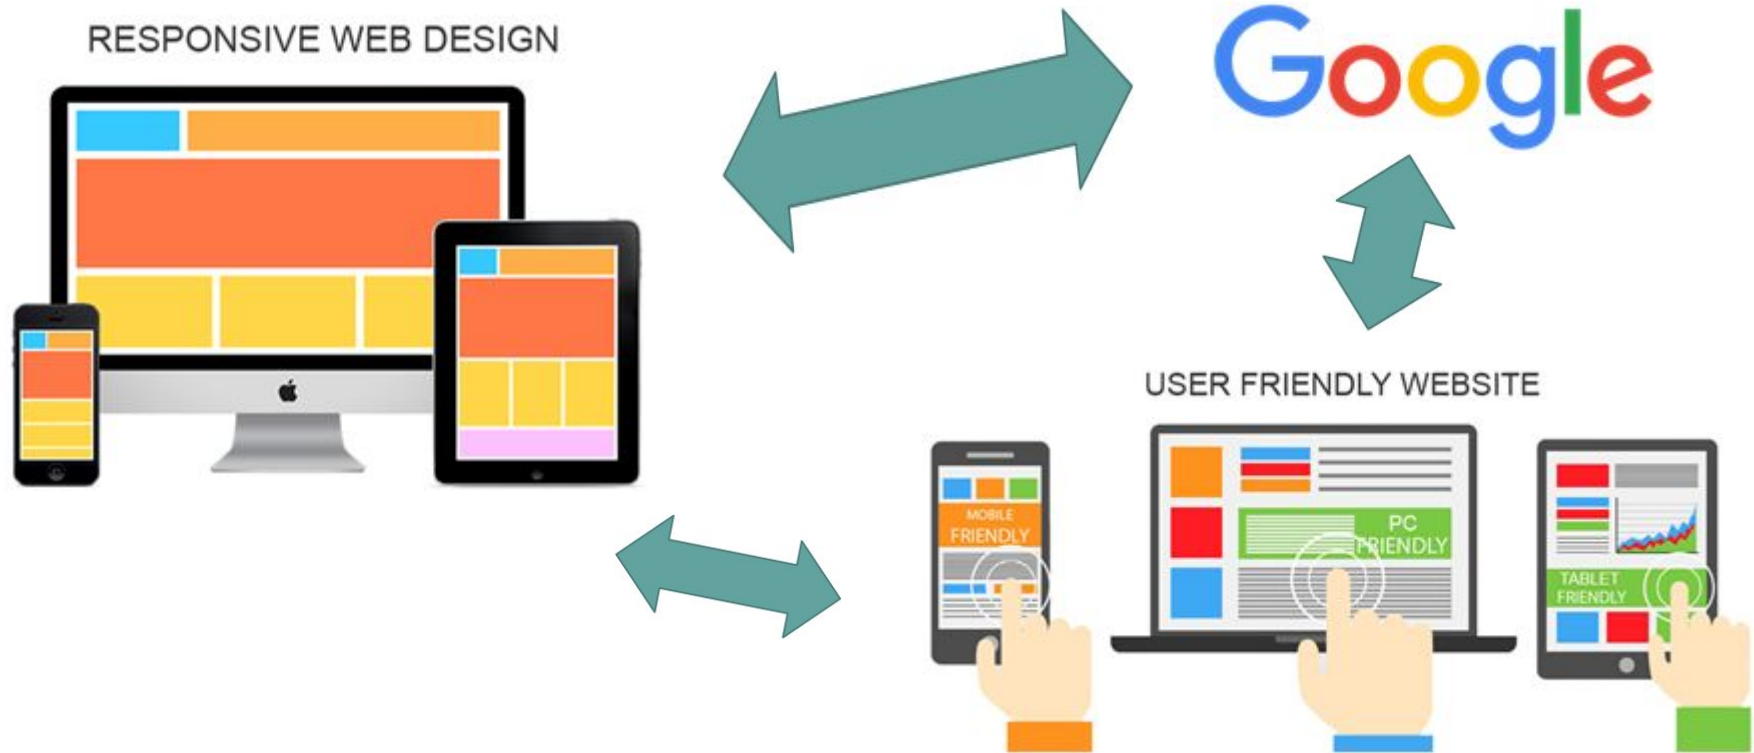 RESPONSIVE WEB DESIGN
Google
USER FRIENDLY WEBSITE
MOBILE
FRIENDLY
PC
FRIENDLY
TABLET
FRIENDLY